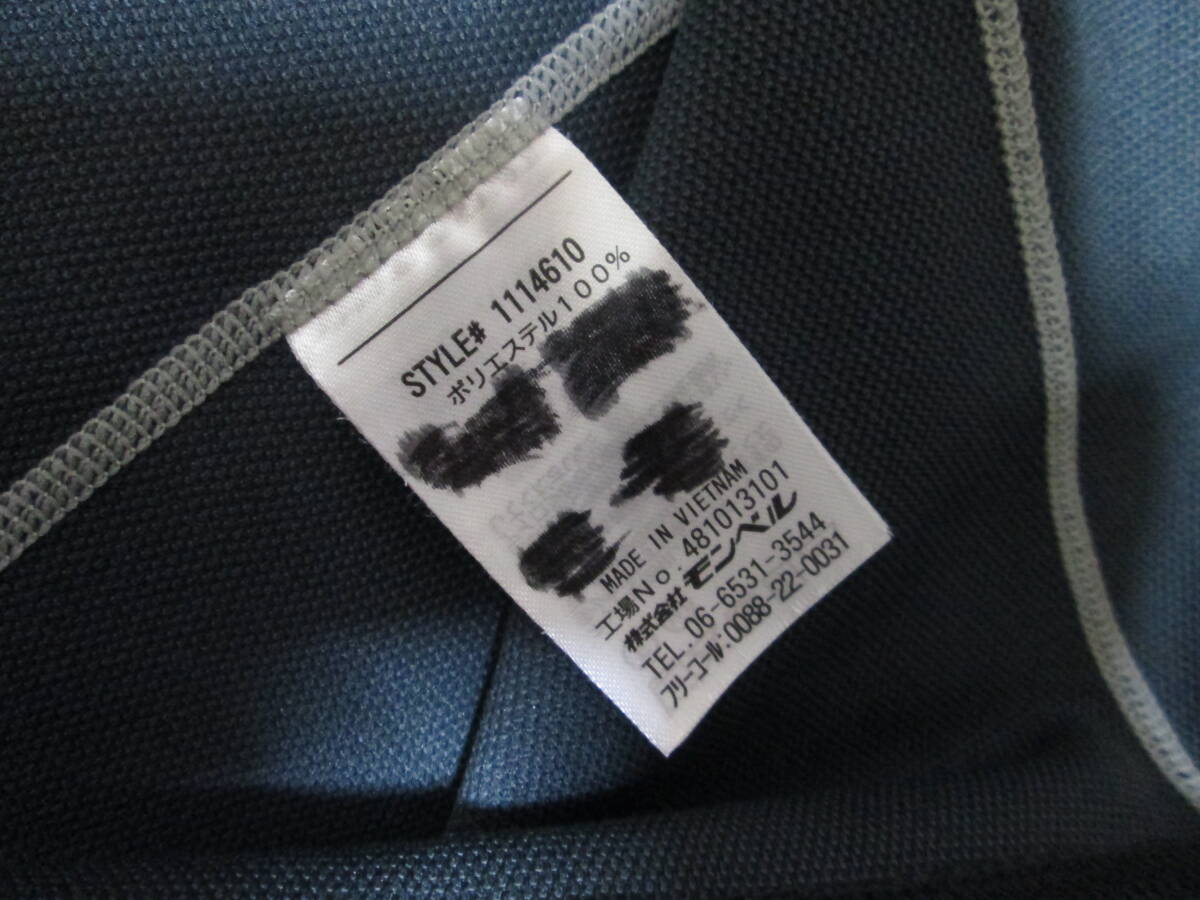 STYLE# 1114610
ポリエステル100%
MADE IN VIETNAM
工場No.481013101
株式会社 モンベル
TEL.06-6531-3544
フリーコール:0088-22-0031